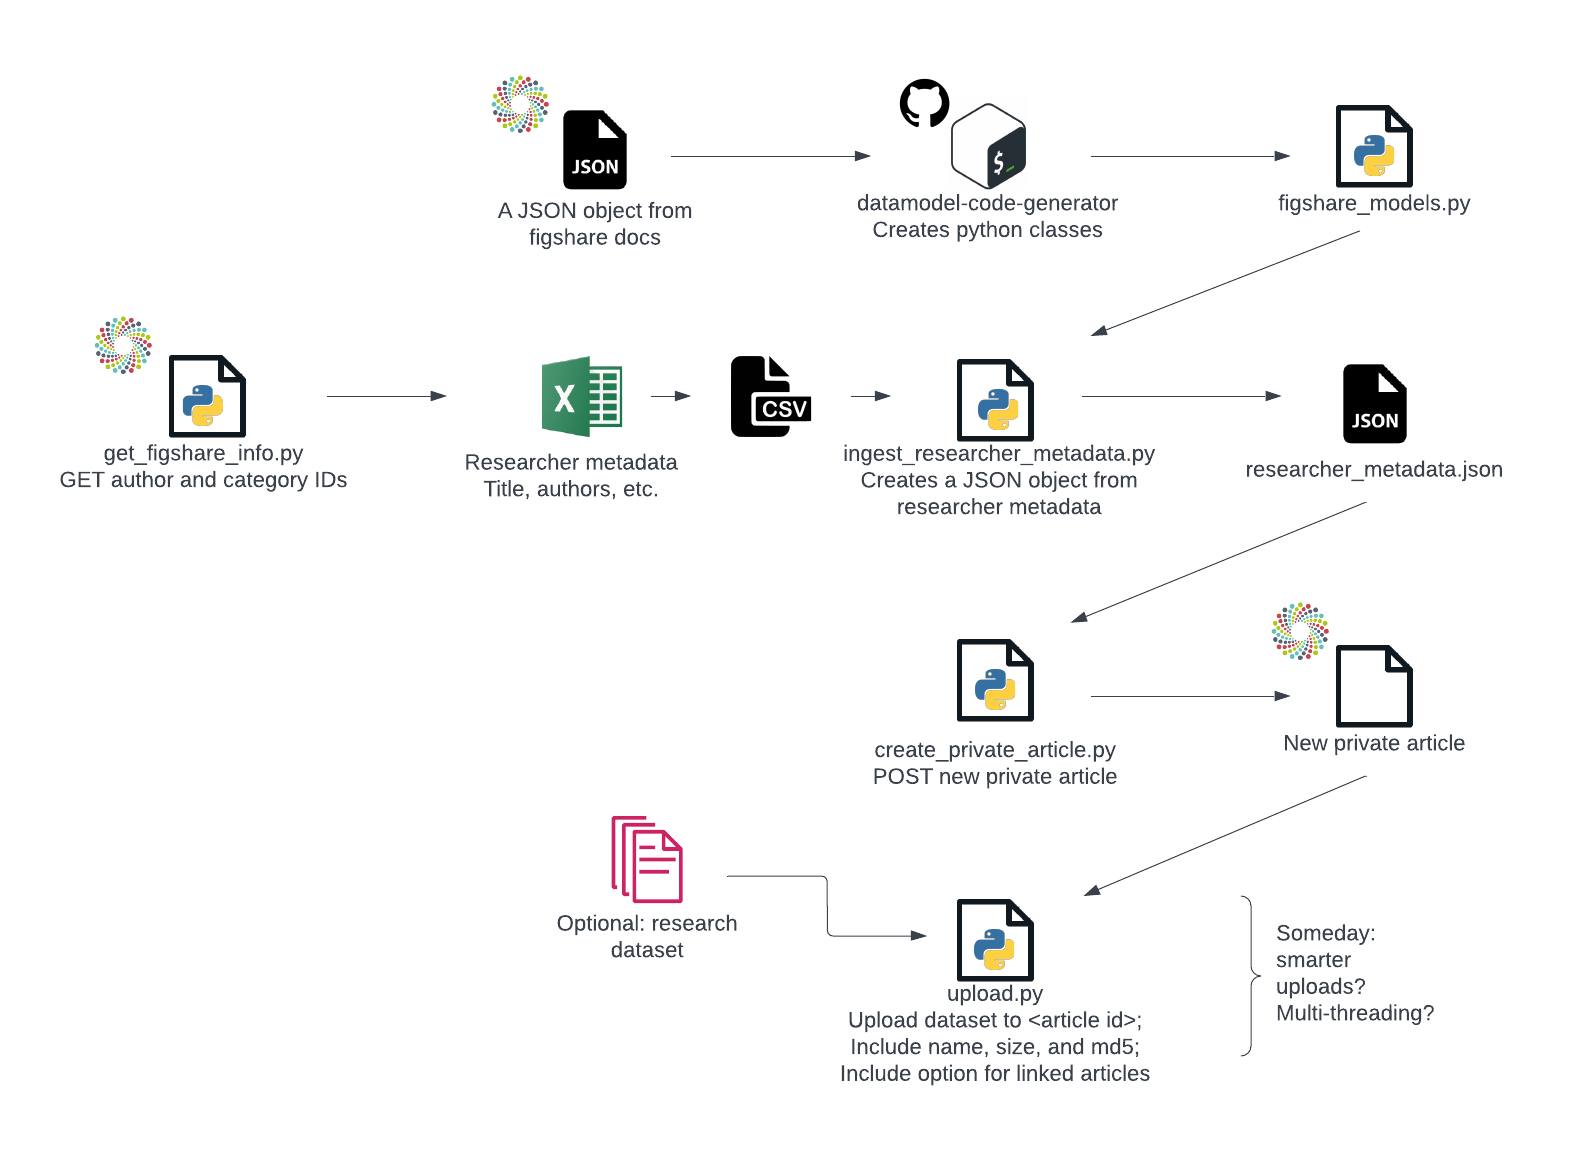 JSON
A JSON object from
figshare docs
$_
datamodel-code-generator
Creates python classes
figshare_models.py
get_figshare_info.py
GET author and category IDs
X
Researcher metadata
Title, authors, etc.
CSV
ingest_researcher_metadata.py
Creates a JSON object from
researcher metadata
JSON
researcher_metadata.json
create_private_article.py
POST new private article
New private article
Optional: research
dataset
upload.py
Upload dataset to <article id>;
Include name, size, and md5;
Include option for linked articles
Someday:
smarter
uploads?
Multi-threading?